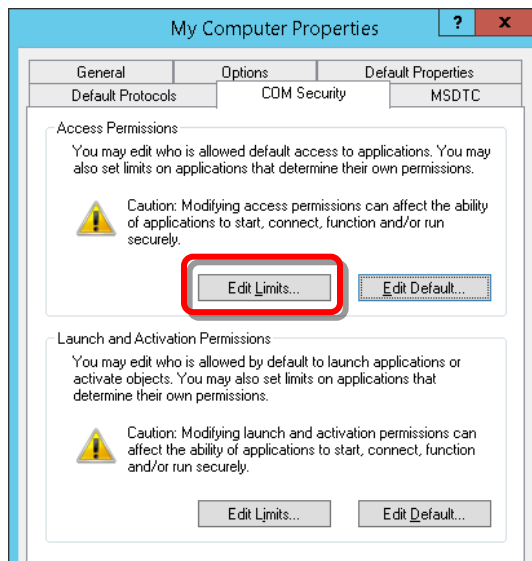 My Computer Properties
? x
General Options Default Properties
Default Protocols COM Security MSDTC
Access Permissions
You may edit who is allowed default access to applications. You may
also set limits on applications that determine their own permissions.
Caution: Modifying access permissions can affect the ability
of applications to start, connect, function and/or run
securely.
Edit Limits... Edit Default...
Launch and Activation Permissions
You may edit who is allowed by default to launch applications or
activate objects. You may also set limits on applications that
determine their own permissions.
Caution: Modifying launch and activation permissions can
affect the ability of applications to start, connect, function
and/or run securely.
Edit Limits... Edit Default...